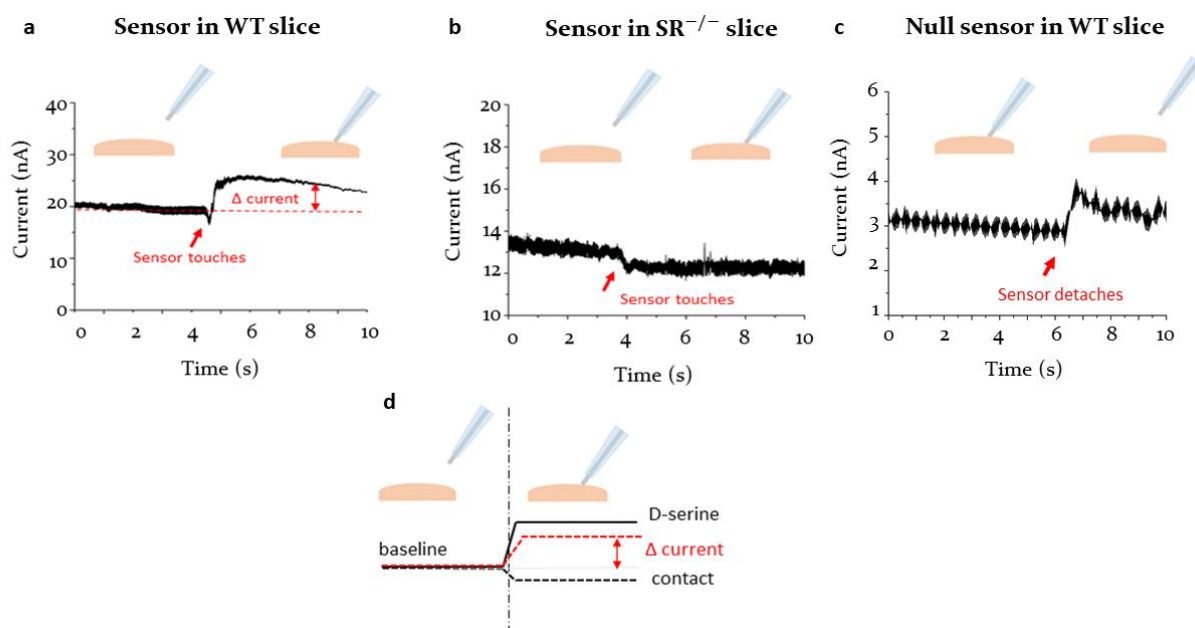 a
Sensor in WT slice
40
30
20
10
0
Current (nA)
Δ current
Sensor touches
0 2 4 6 8 10
Time (s)
b
Sensor in SR⁻/⁻ slice
20
18
16
14
12
10
Current (nA)
Sensor touches
0 2 4 6 8 10
Time (s)
c
Null sensor in WT slice
6
5
4
3
2
1
Current (nA)
Sensor detaches
0 2 4 6 8 10
Time (s)
d
D-serine
baseline
Δ current
contact